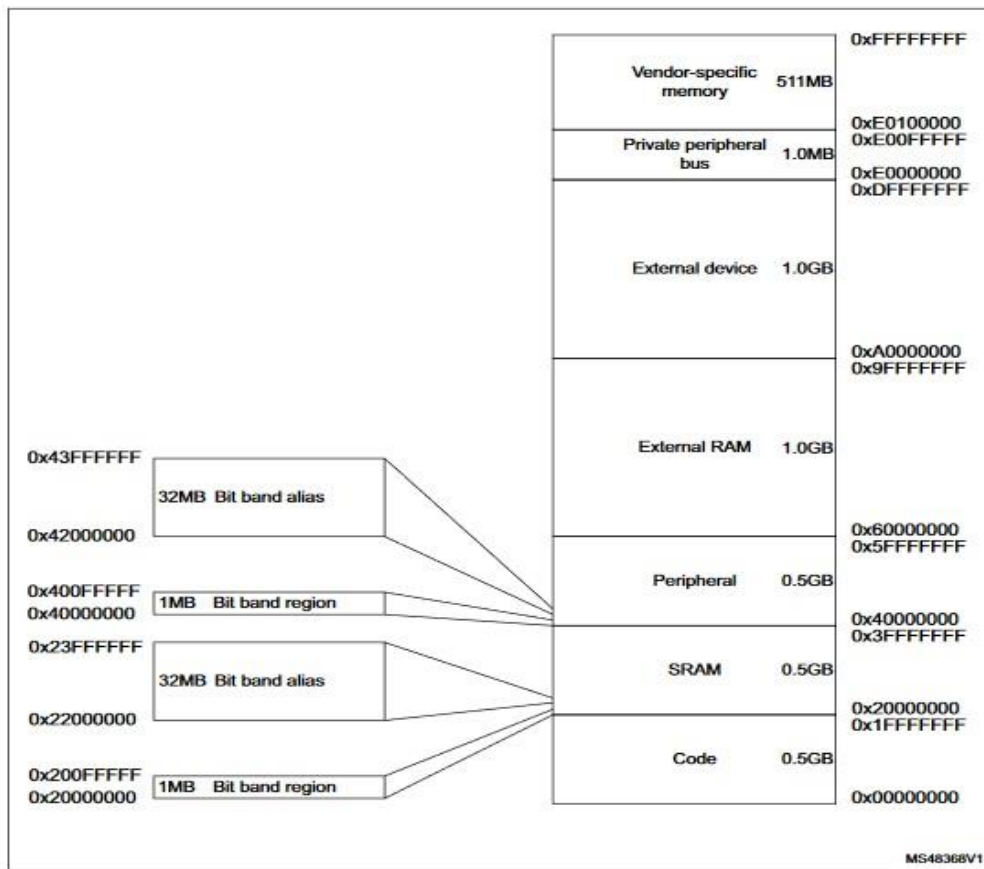 0xFFFFFFFF
Vendor-specific
memory
511MB
0xE0100000
0xE00FFFFF
Private peripheral
bus
1.0MB
0xE0000000
0xDFFFFFFF
External device 1.0GB
0xA0000000
0x9FFFFFFF
External RAM 1.0GB
0x60000000
0x5FFFFFFF
Peripheral 0.5GB
0x40000000
0x3FFFFFFF
SRAM 0.5GB
0x20000000
0x1FFFFFFF
Code 0.5GB
0x00000000
0x43FFFFFF
32MB Bit band alias
0x42000000
0x400FFFFF
1MB Bit band region
0x40000000
0x23FFFFFF
32MB Bit band alias
0x22000000
0x200FFFFF
1MB Bit band region
0x20000000
MS48368V1